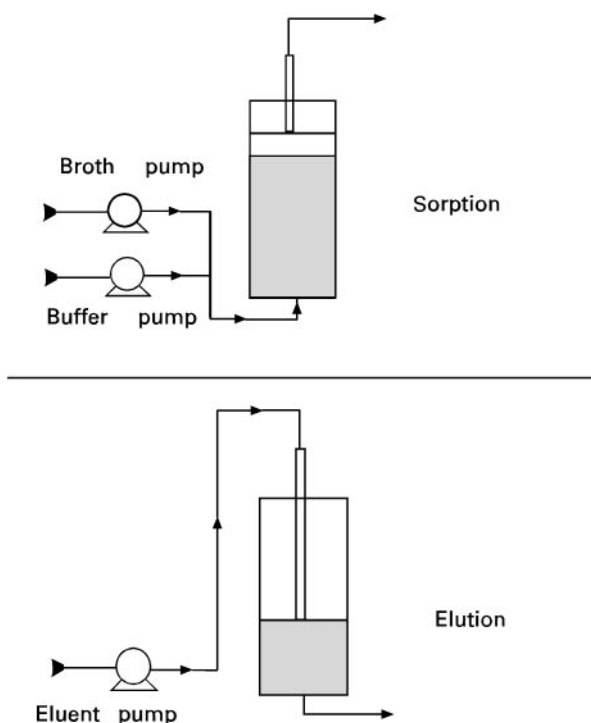 Broth pump
Sorption
Buffer pump
Elution
Eluent pump